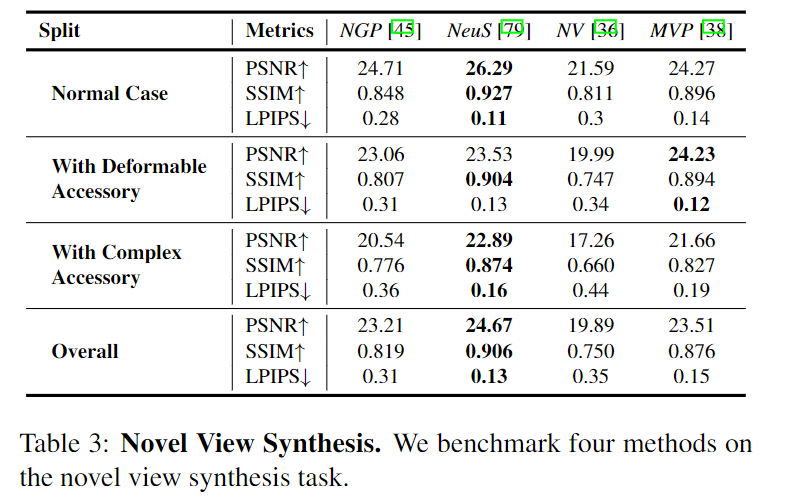 Split Metrics NGP [45] NeuS [79] NV [36] MVP [38]
PSNR↑ 24.71 26.29 21.59 24.27
Normal Case SSIM↑ 0.848 0.927 0.811 0.896
LPIPS↓ 0.28 0.11 0.3 0.14
PSNR↑ 23.06 23.53 19.99 24.23
With Deformable
Accessory
SSIM↑ 0.807 0.904 0.747 0.894
LPIPS↓ 0.31 0.13 0.34 0.12
PSNR↑ 20.54 22.89 17.26 21.66
With Complex
Accessory
SSIM↑ 0.776 0.874 0.660 0.827
LPIPS↓ 0.36 0.16 0.44 0.19
PSNR↑ 23.21 24.67 19.89 23.51
Overall SSIM↑ 0.819 0.906 0.750 0.876
LPIPS↓ 0.31 0.13 0.35 0.15
Table 3: Novel View Synthesis. We benchmark four methods on
the novel view synthesis task.